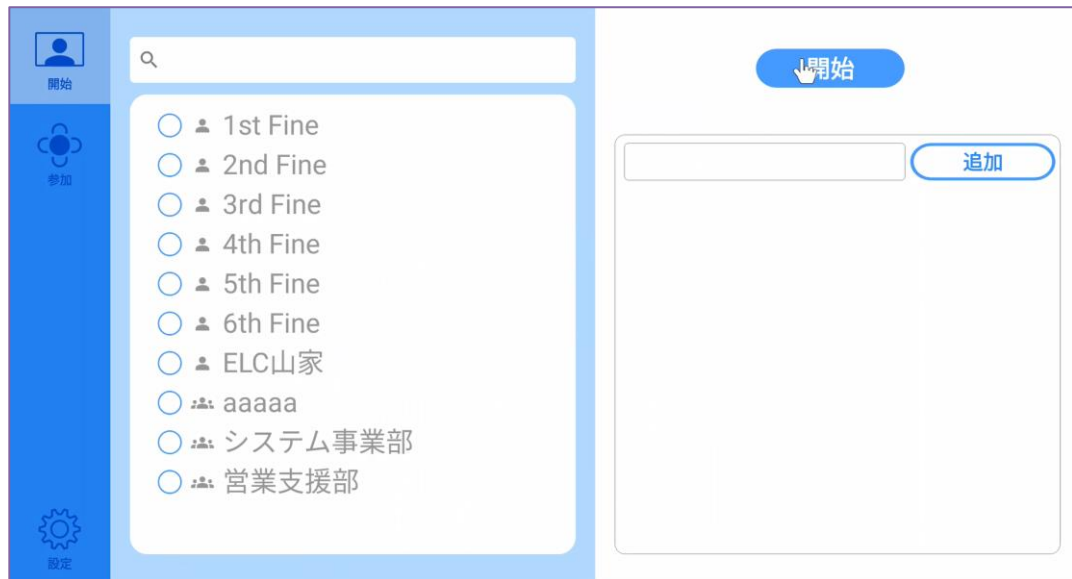 開始
参加
設定
1st Fine
2nd Fine
3rd Fine
4th Fine
5th Fine
6th Fine
ELC山家
aaaaa
システム事業部
営業支援部
開始
追加